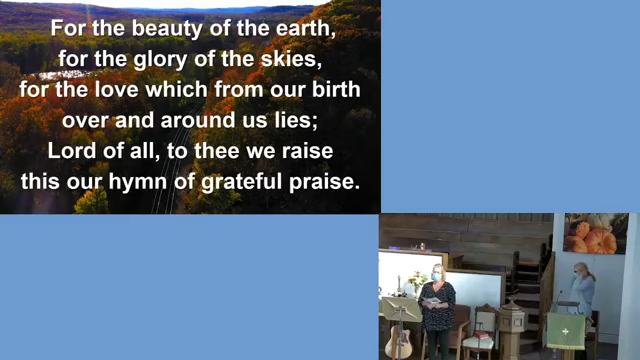 For the beauty of the earth,
for the glory of the skies,
for the love which from our birth
over and around us lies;
Lord of all, to thee we raise
this our hymn of grateful praise.